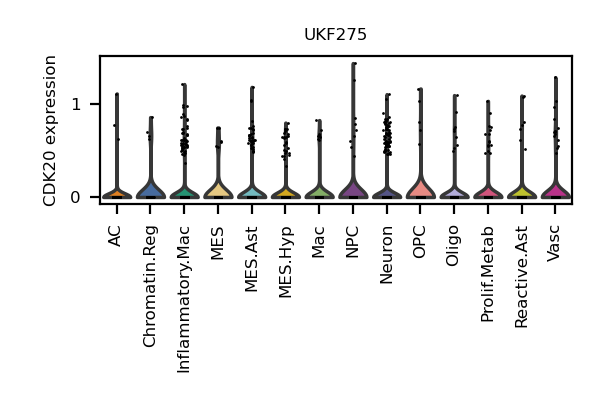 UKF275
CDK20 expression
1
0
AC
Chromatin.Reg
Inflammatory.Mac
MES
MES.Ast
MES.Hyp
Mac
NPC
Neuron
OPC
Oligo
Prolif.Metab
Reactive.Ast
Vasc